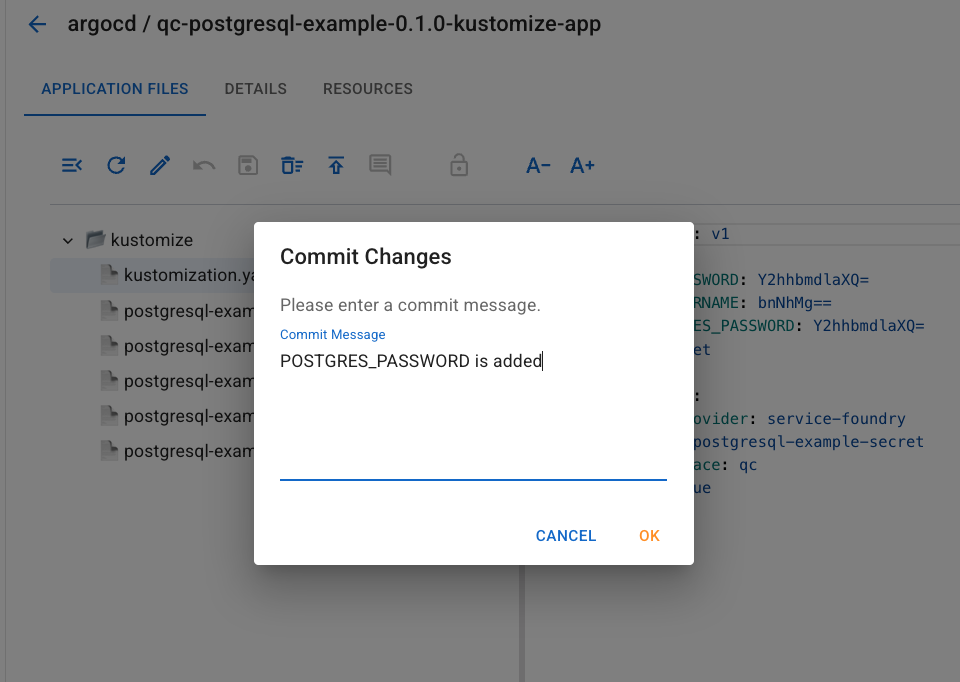 argocd / qc-postgresql-example-0.1.0-kustomize-app
APPLICATION FILES
DETAILS
RESOURCES
A-
A+
kustomize
: v1
kustomization.ya
SWORD: Y2hhbmdlaXQ=
postgresql-exam
RNAME: bnNhMg==
ES_PASSWORD: Y2hhbmdlaXQ=
postgresql-exam
et
postgresql-exam
:
postgresql-exam
ovider: service-foundry
postgresql-example-secret
postgresql-exam
ace: qc
ue
Commit Changes
Please enter a commit message.
Commit Message
POSTGRES_PASSWORD is added
CANCEL
OK